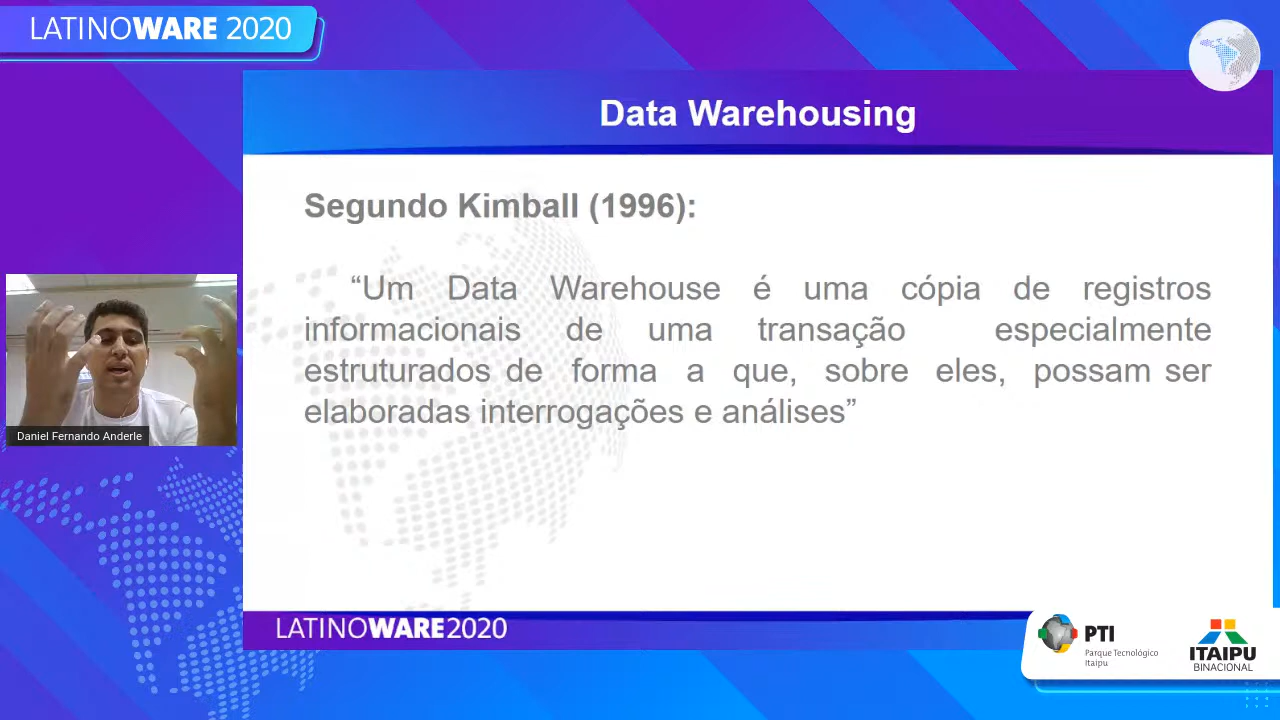 LATINOWARE 2020
Data Warehousing
Segundo Kimball (1996):
“Um Data Warehouse é uma cópia de registros
informacionais de uma transação especialmente
estruturados de forma a que, sobre eles, possam ser
elaboradas interrogações e análises”
Daniel Fernando Anderle
LATINOWARE2020
PTI
Parque Tecnológico
Itaipu
ITAIPU
BINACIONAL